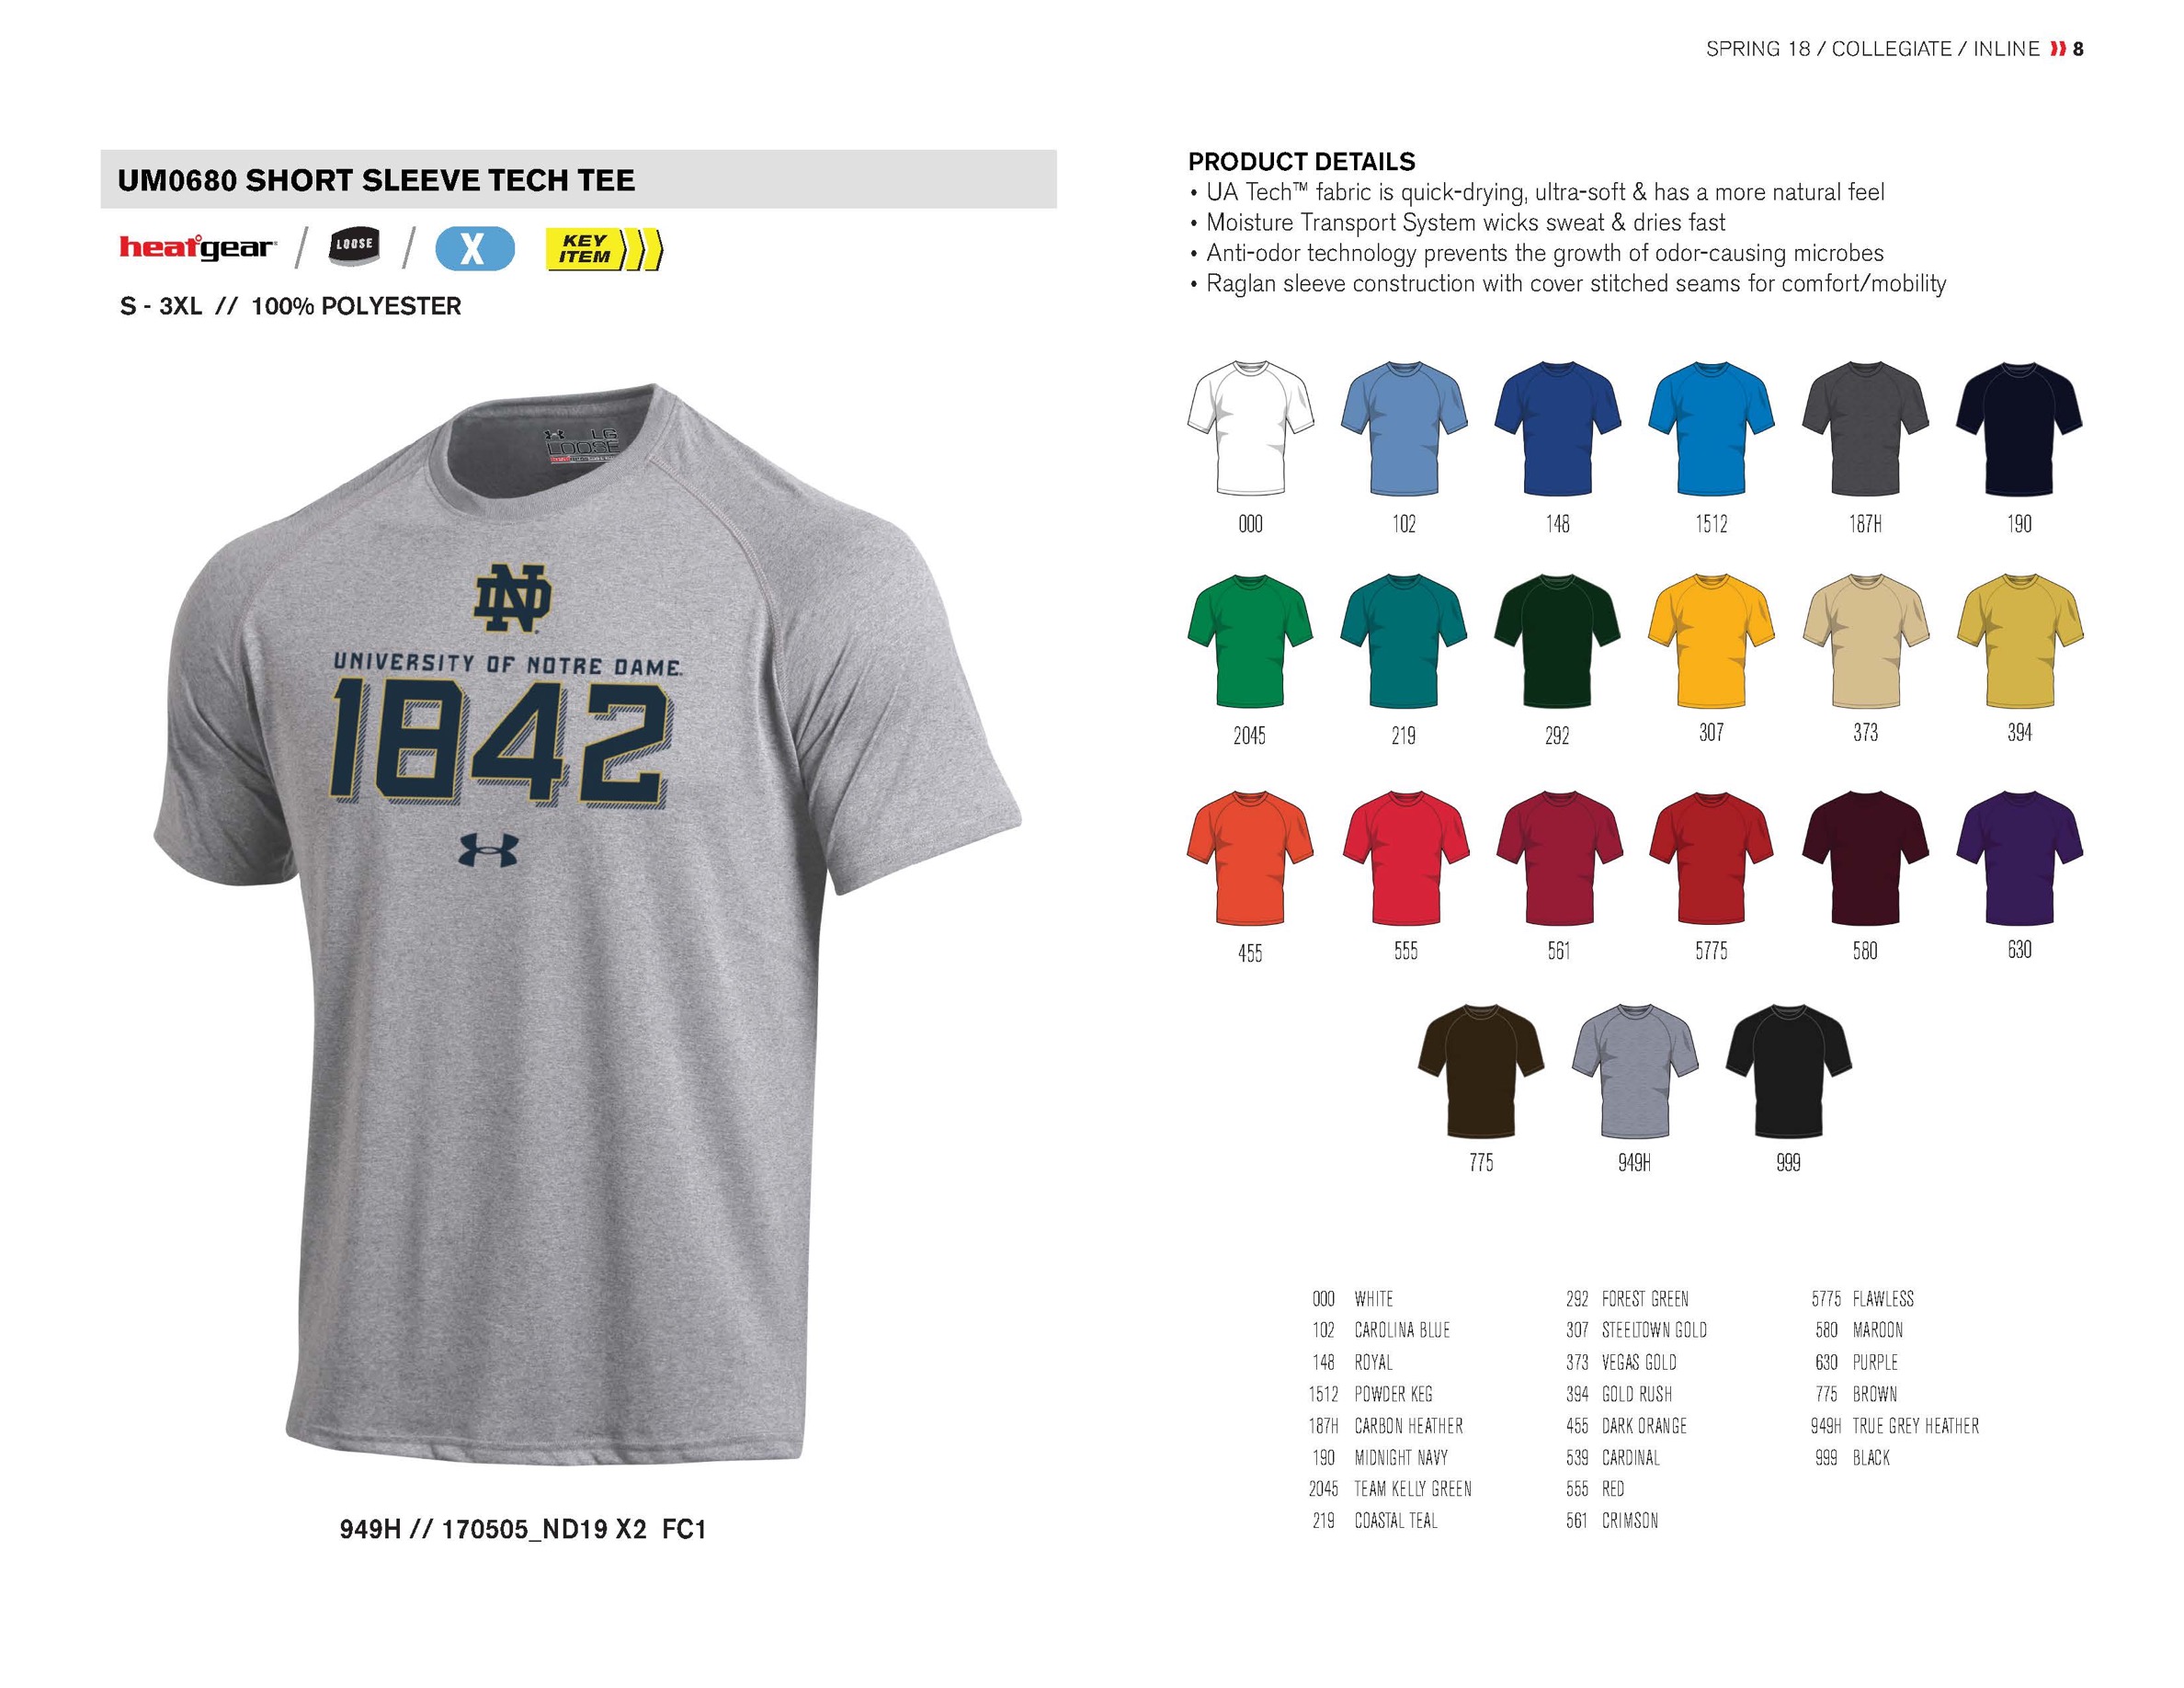 SPRING 18 / COLLEGIATE / INLINE 8
UM0680 SHORT SLEEVE TECH TEE
heatgear / LOOSE / X KEY ITEM
S - 3XL // 100% POLYESTER
LG
LOOSE
ND
UNIVERSITY OF NOTRE DAME.
1842
949H // 170505_ND19 X2 FC1
PRODUCT DETAILS
• UA Tech™ fabric is quick-drying, ultra-soft & has a more natural feel
• Moisture Transport System wicks sweat & dries fast
• Anti-odor technology prevents the growth of odor-causing microbes
• Raglan sleeve construction with cover stitched seams for comfort/mobility
000 102 148 1512 187H 190
2045 219 292 307 373 394
455 555 561 5775 580 630
775 949H 999
000 WHITE
102 CAROLINA BLUE
148 ROYAL
1512 POWDER KEG
187H CARBON HEATHER
190 MIDNIGHT NAVY
2045 TEAM KELLY GREEN
219 COASTAL TEAL
292 FOREST GREEN
307 STEELTOWN GOLD
373 VEGAS GOLD
394 GOLD RUSH
455 DARK ORANGE
539 CARDINAL
555 RED
561 CRIMSON
5775 FLAWLESS
580 MAROON
630 PURPLE
775 BROWN
949H TRUE GREY HEATHER
999 BLACK